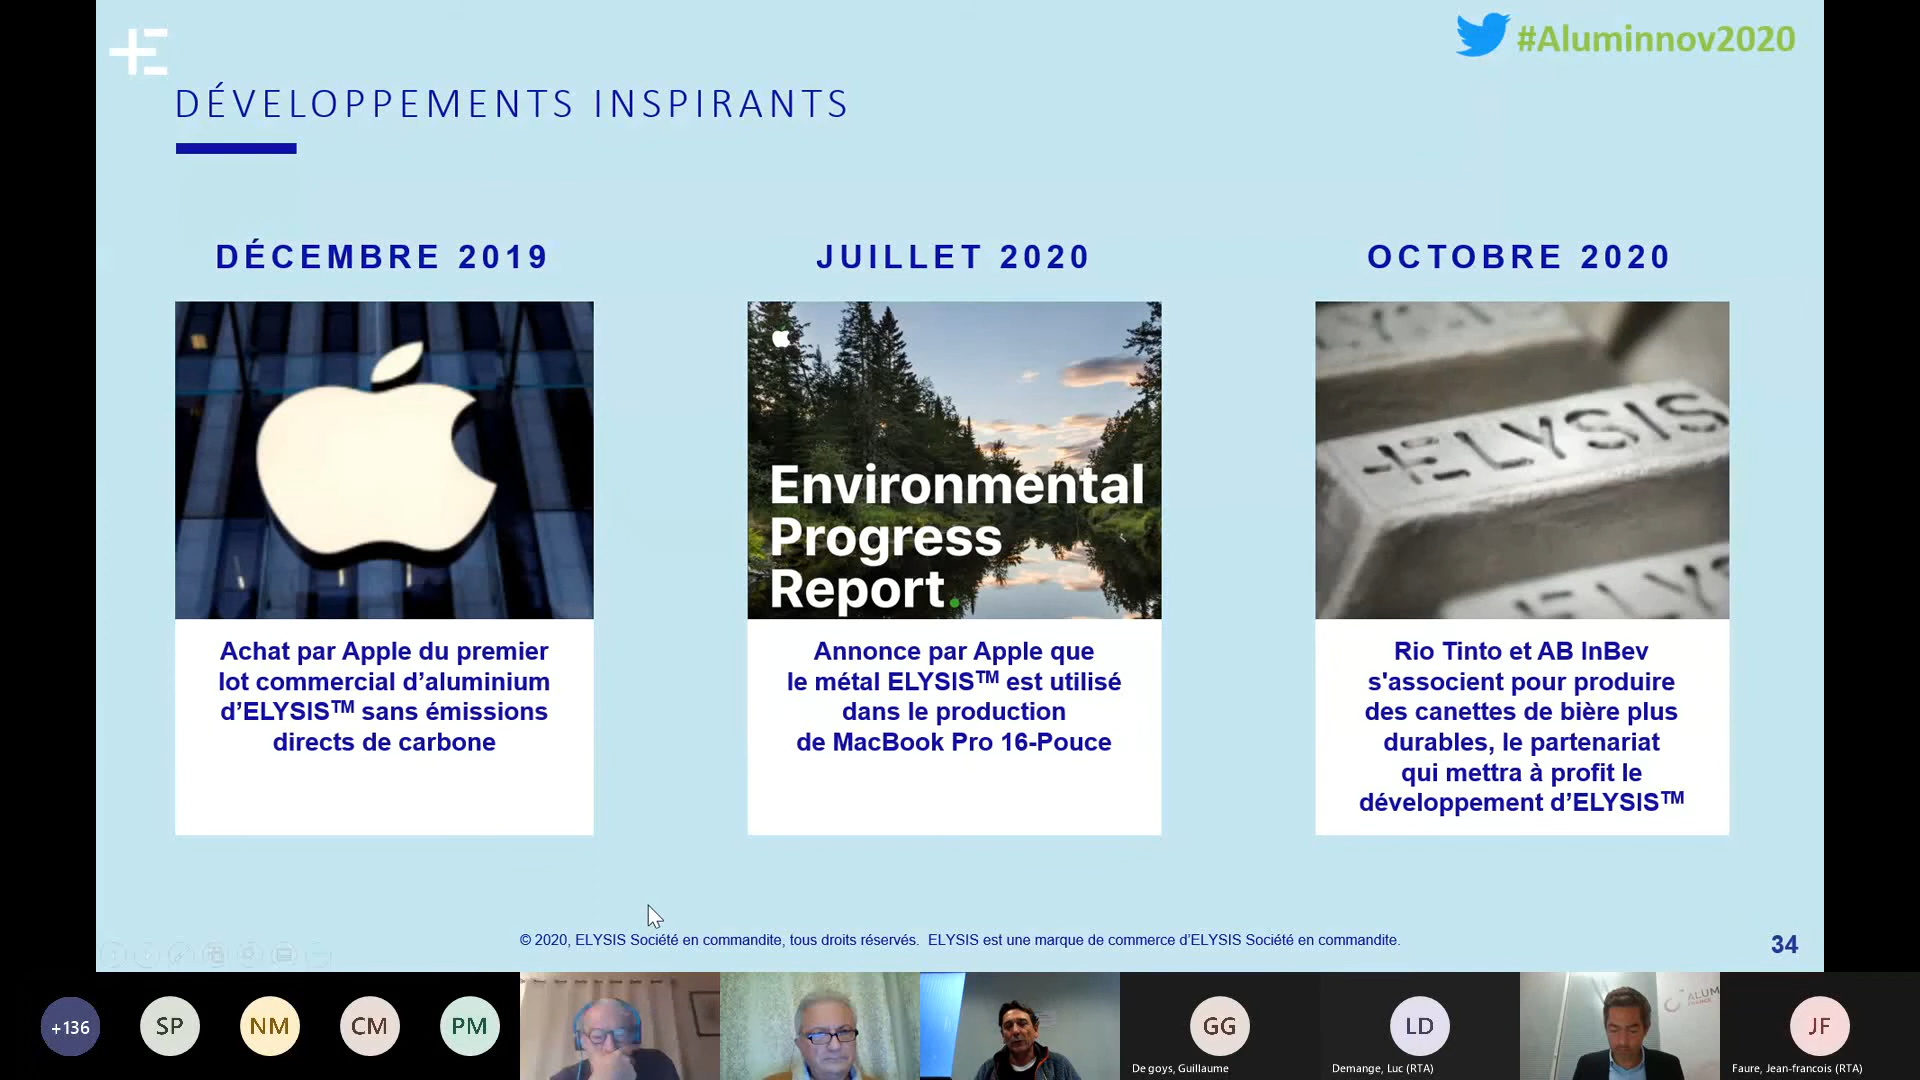 #Aluminnov2020
DÉVELOPPEMENTS INSPIRANTS
DÉCEMBRE 2019
JUILLET 2020
OCTOBRE 2020
Environmental
Progress
Report.
ELYSIS
Achat par Apple du premier
lot commercial d’aluminium
d’ELYSIS™ sans émissions
directs de carbone
Annonce par Apple que
le métal ELYSIS™ est utilisé
dans le production
de MacBook Pro 16-Pouce
Rio Tinto et AB InBev
s'associent pour produire
des canettes de bière plus
durables, le partenariat
qui mettra à profit le
développement d’ELYSIS™
© 2020, ELYSIS Société en commandite, tous droits réservés. ELYSIS est une marque de commerce d’ELYSIS Société en commandite.
34
+136
SP
NM
CM
PM
GG
De goys, Guillaume
LD
Demange, Luc (RTA)
ALUM
FRANCE
JF
Faure, Jean-francois (RTA)